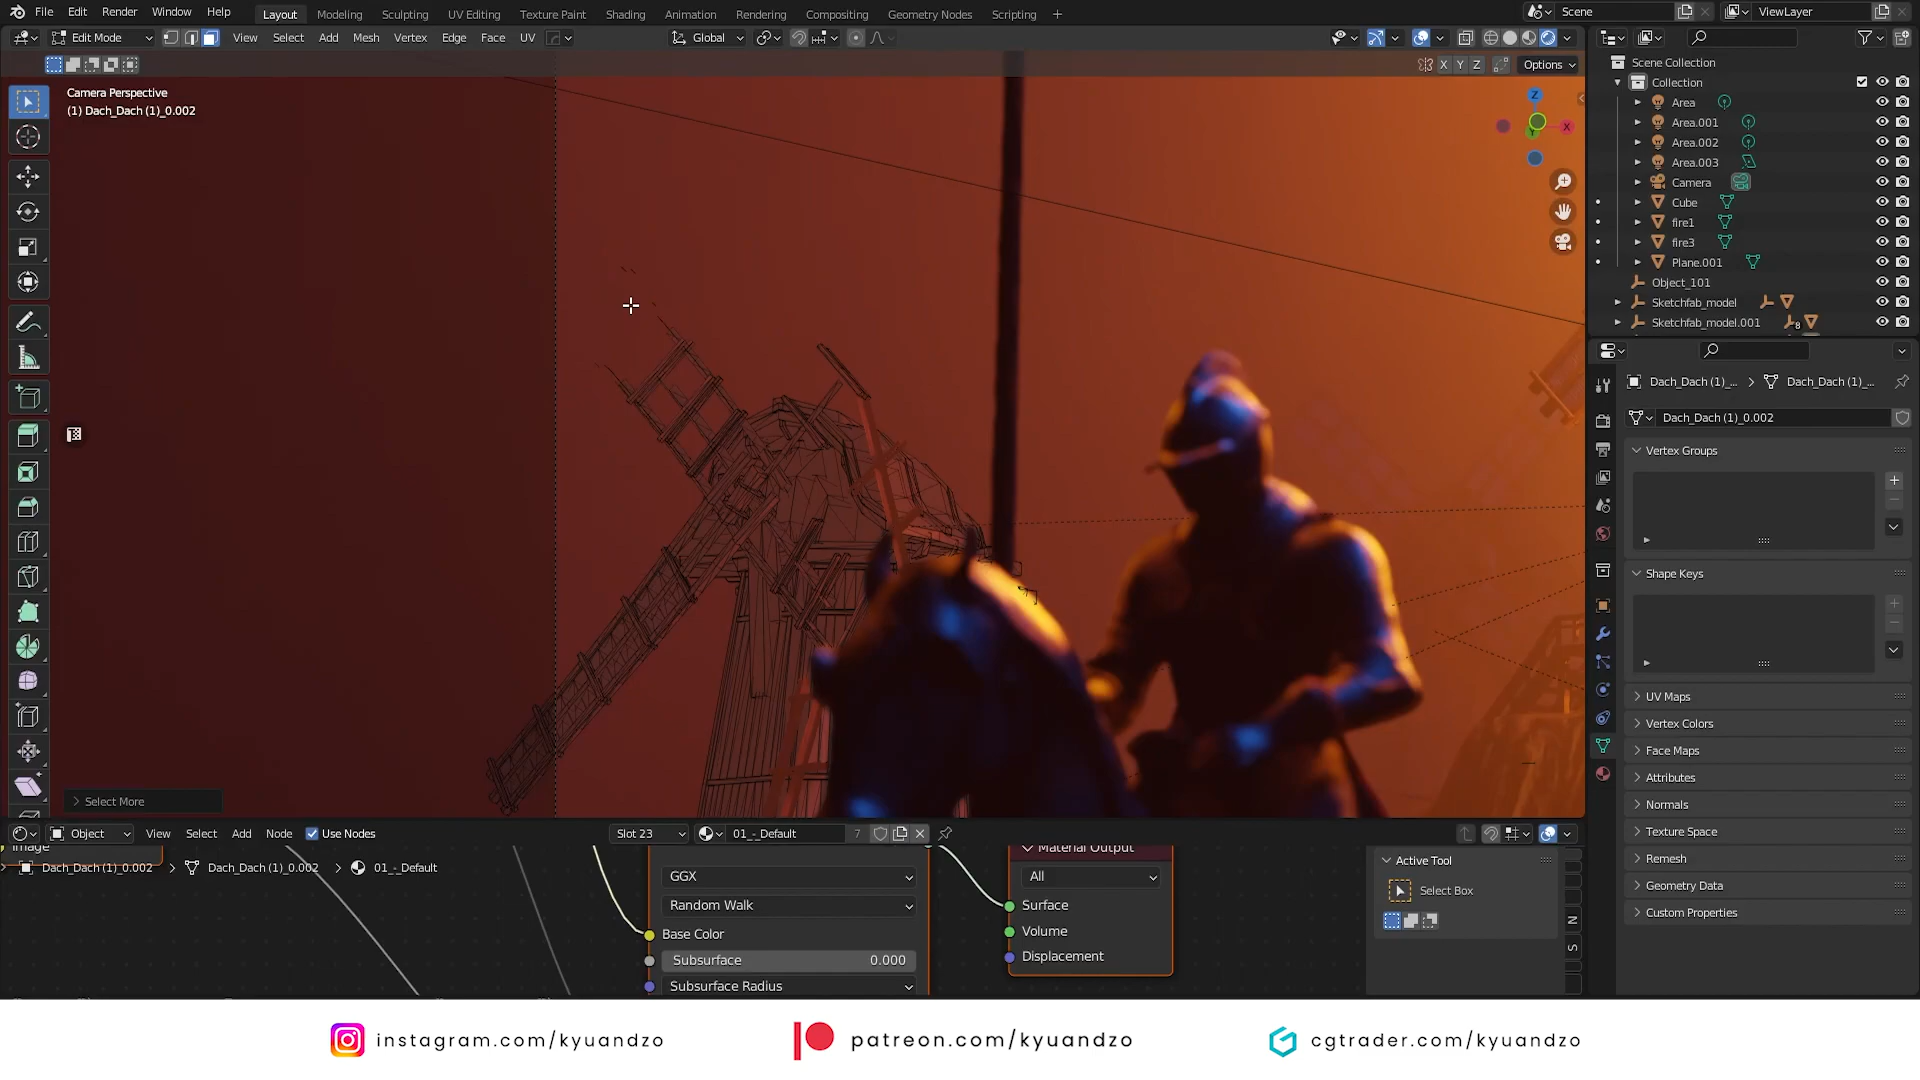 File Edit Render Window Help Layout Modeling Sculpting UV Editing Texture Paint Shading Animation Rendering Compositing Geometry Nodes Scripting + Scene ViewLayer
Edit Mode View Select Add Mesh Vertex Edge Face UV Global
X Y Z Options
Camera Perspective
(1) Dach_Dach (1)_0.002
Z
X
Y
Select More
Scene Collection
Collection
Area
Area.001
Area.002
Area.003
Camera
Cube
fire1
fire3
Plane.001
Object_101
Sketchfab_model
Sketchfab_model.001 8
Dach_Dach (1)_... > Dach_Dach (1)_...
Dach_Dach (1)_0.002
Vertex Groups
Shape Keys
UV Maps
Vertex Colors
Face Maps
Attributes
Normals
Texture Space
Remesh
Geometry Data
Custom Properties
Object View Select Add Node Use Nodes Slot 23 01_-_Default 7
Image
Dach_Dach (1)_0.002 > Dach_Dach (1)_0.002 > 01_-_Default
GGX
Random Walk
Base Color
Subsurface 0.000
Subsurface Radius
Material Output
All
Surface
Volume
Displacement
Active Tool
Select Box
N
S
instagram.com/kyuandzo patreon.com/kyuandzo cgtrader.com/kyuandzo